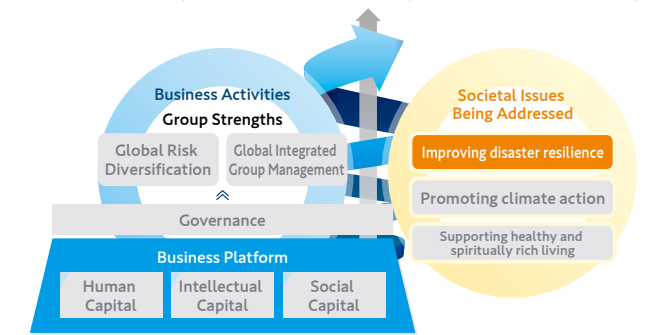 Business Activities
Group Strengths
Global Risk
Diversification
Global Integrated
Group Management
Governance
Business Platform
Human
Capital
Intellectual
Capital
Social
Capital
Societal Issues
Being Addressed
Improving disaster resilience
Promoting climate action
Supporting healthy and
spiritually rich living